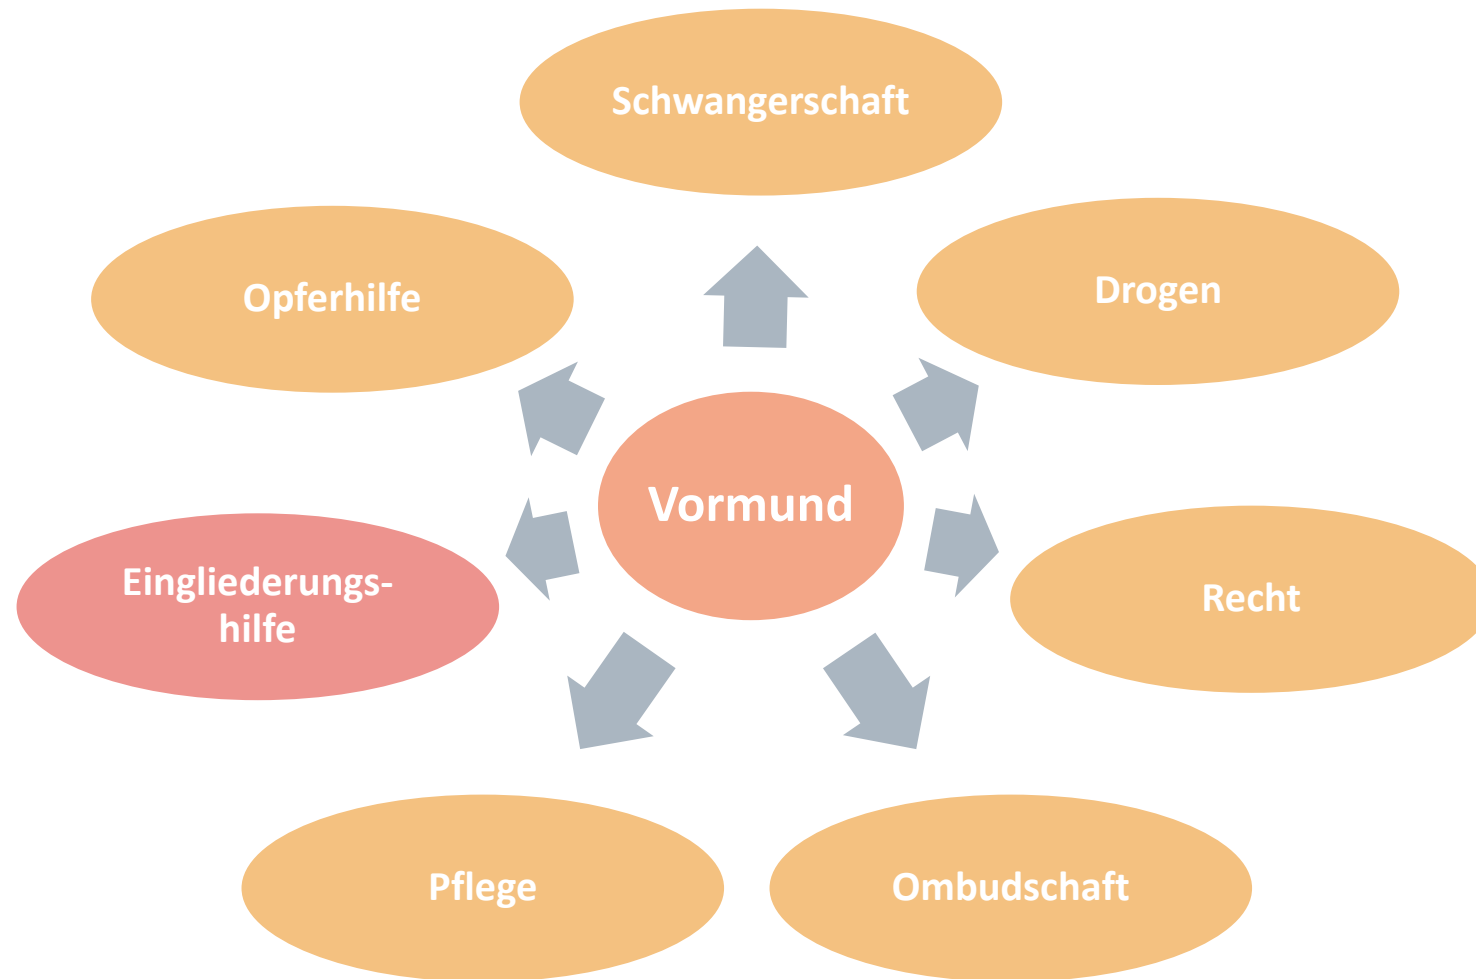 Schwangerschaft
Opferhilfe
Drogen
Vormund
Eingliederungs-
hilfe
Recht
Pflege
Ombudschaft